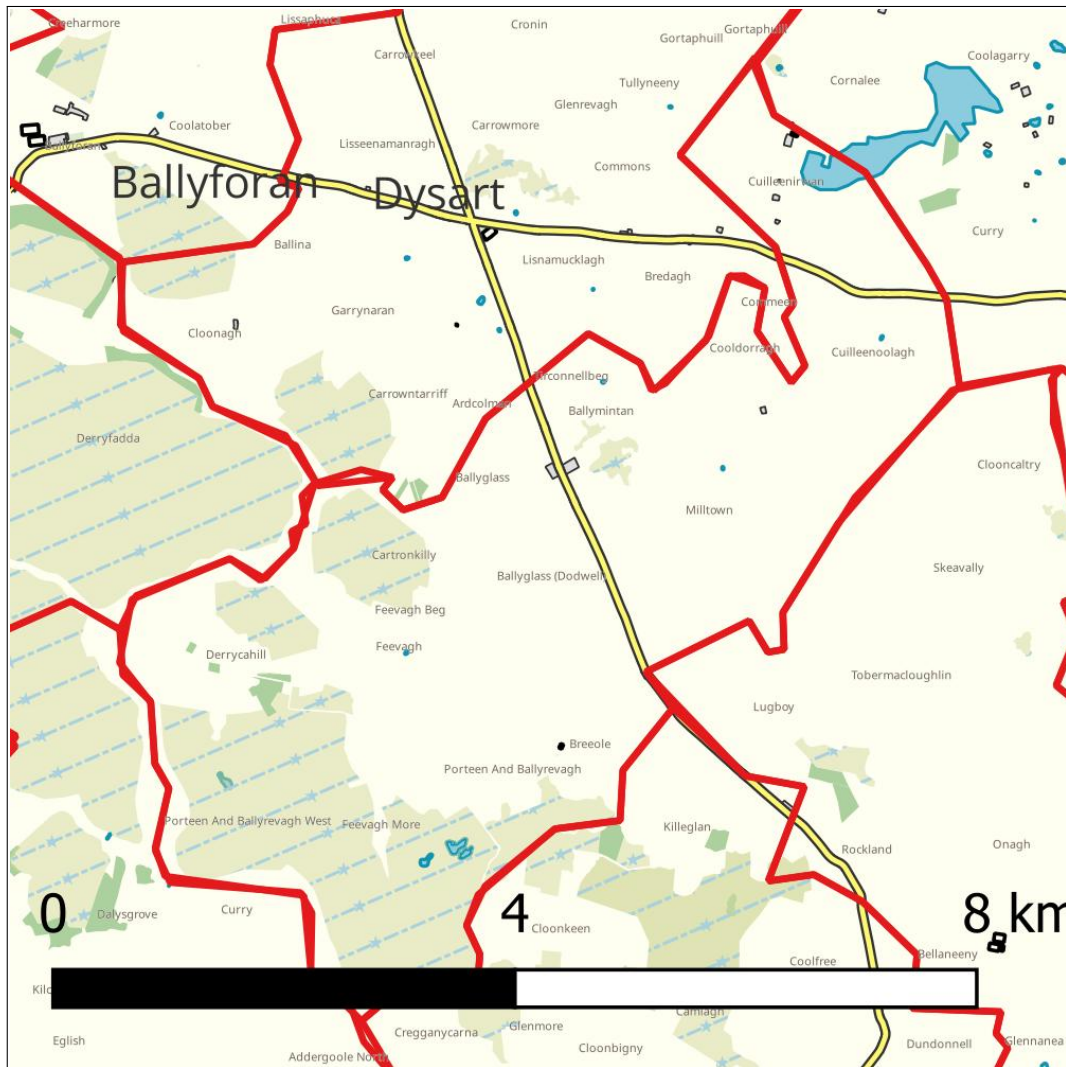 Creeharmore
Lissaphuca
Cronin
Gortaphuill
Gortaphuill
Carrowkeel
Coolagarry
Tullyneeny
Cornalee
Glenrevagh
Coolatober
Carrowmore
Ballyforan
Lisseenamanragh
Commons
Ballyforan
Dysart
Cuilleenirwan
Ballina
Curry
Lisnamucklagh
Bredagh
Commeen
Garrynaran
Cloonagh
Cooldorragh
Cuilleenoolagh
Tirconnellbeg
Carrowntarriff
Ardcolman
Ballymintan
Derryfadda
Clooncaltry
Ballyglass
Milltown
Cartronkilly
Skeavally
Ballyglass (Dodwell)
Feevagh Beg
Feevagh
Derrycahill
Tobermacloughlin
Lugboy
Breeole
Porteen And Ballyrevagh
Porteen And Ballyrevagh West
Feevagh More
Killeglan
Onagh
Rockland
0
4
8 km
Dalysgrove
Curry
Cloonkeen
Bellaneeny
Coolfree
Camlagh
Glenmore
Cregganycarna
Eglish
Cloonbigny
Dundonnell
Glennanea
Addergoole North